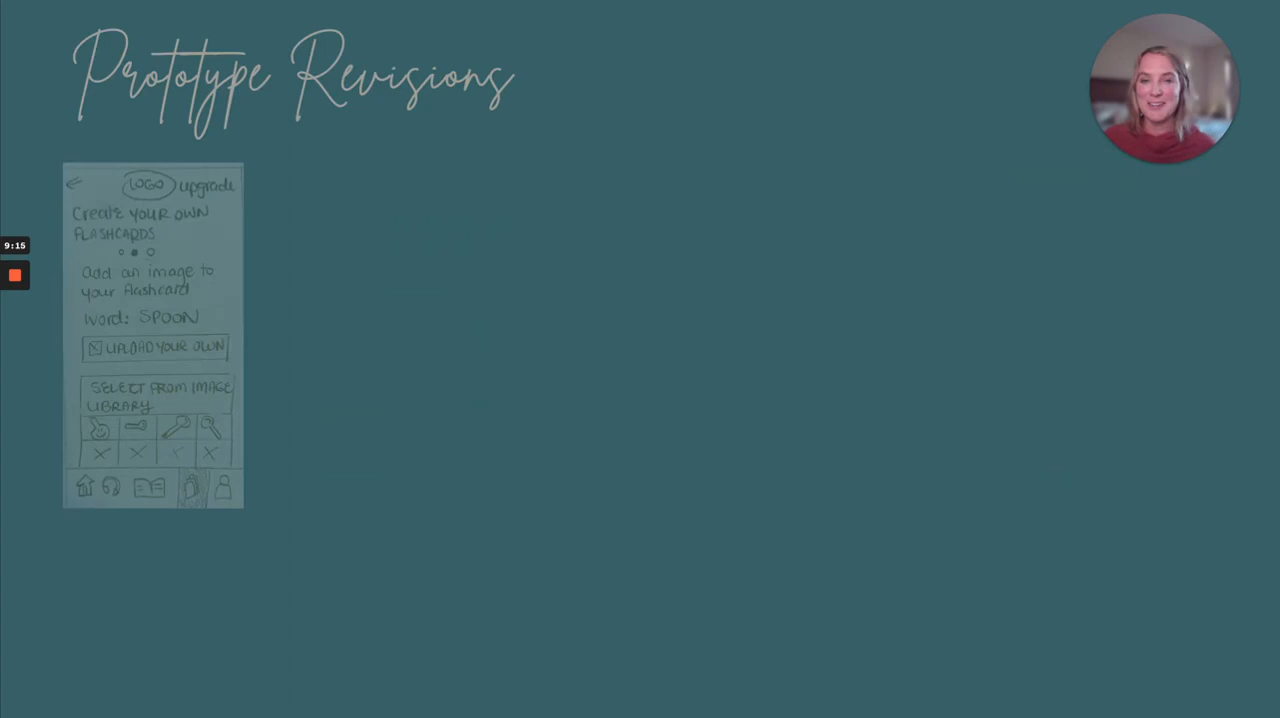 Prototype Revisions
9:15
LOGO upgrade
Create YOUR OWN
FLASHCARDS
Add an image to
your flashcard
Word: SPOON
UPLOAD YOUR OWN
SELECT FROM IMAGE
LIBRARY